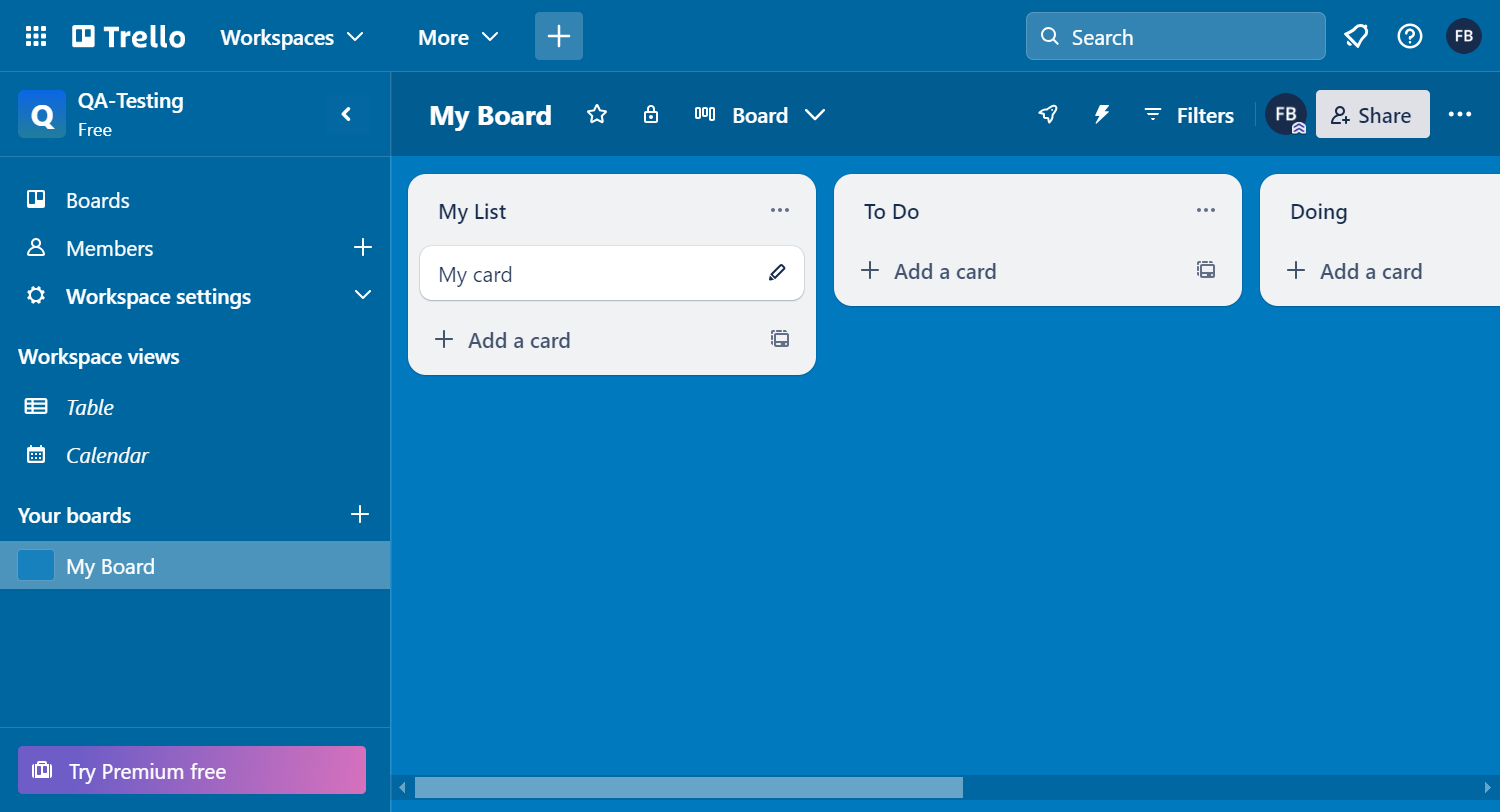 Trello Workspaces More Search FB
Q QA-Testing
Free
My Board Board Filters FB Share
Boards
Members
Workspace settings
Workspace views
Table
Calendar
Your boards
My Board
Try Premium free
My List
My card
Add a card
To Do
Add a card
Doing
Add a card